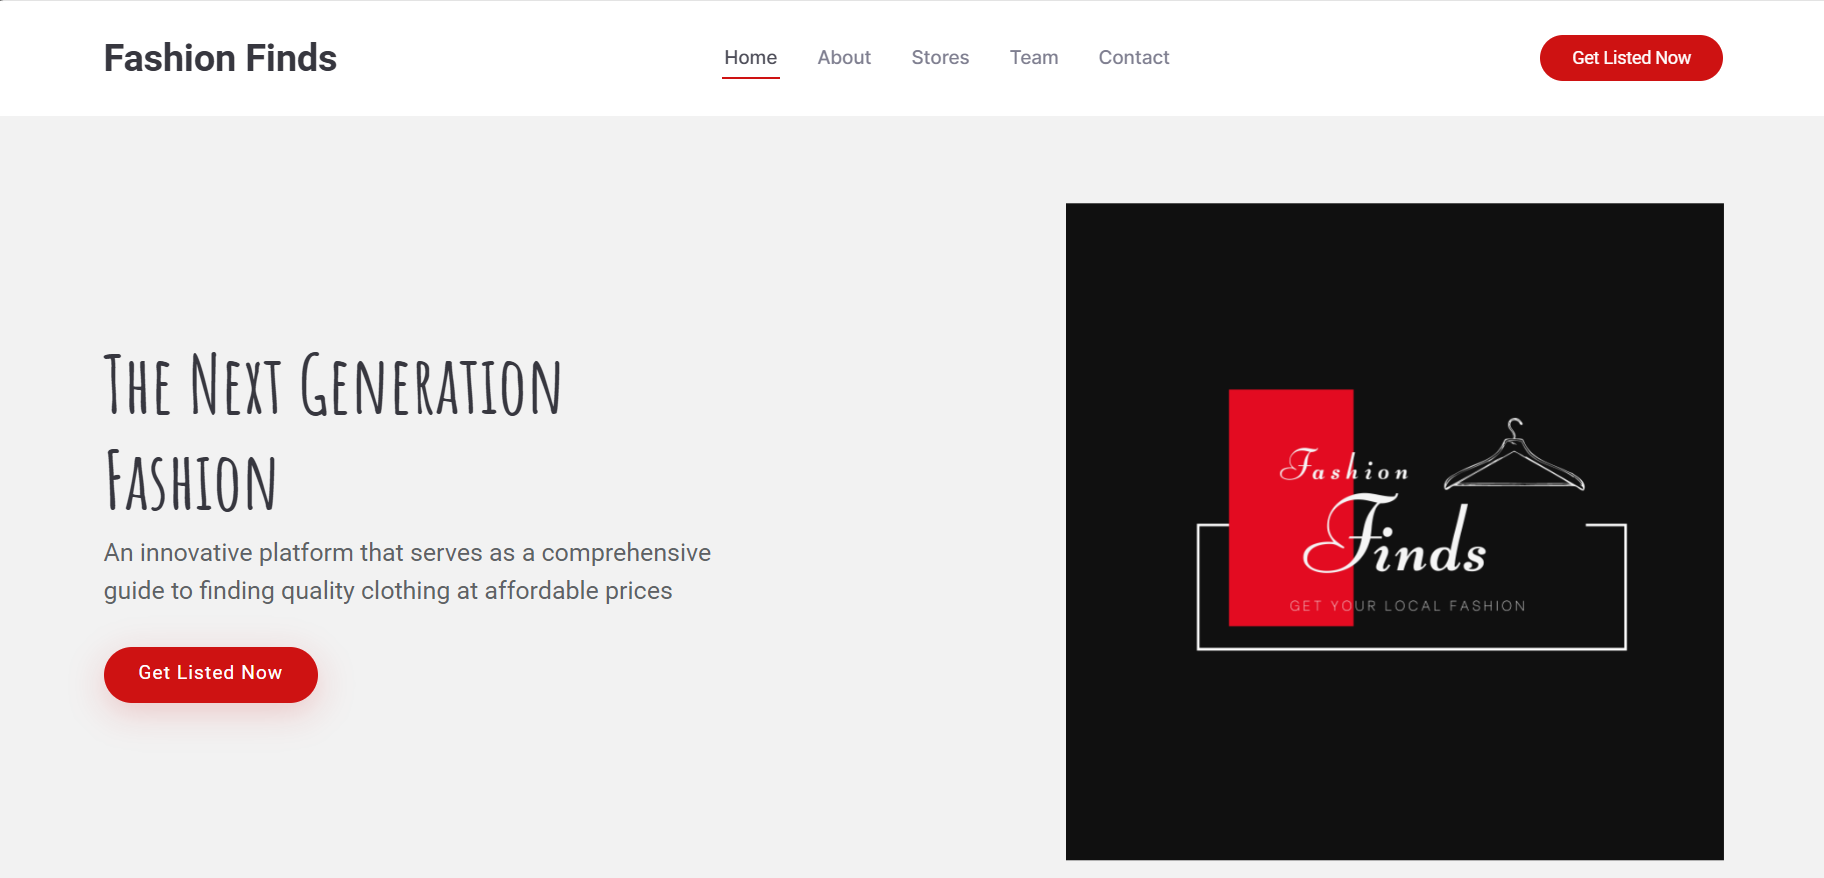 Fashion Finds
Home About Stores Team Contact
Get Listed Now
The Next Generation
Fashion
An innovative platform that serves as a comprehensive
guide to finding quality clothing at affordable prices
Get Listed Now
Fashion
Finds
GET YOUR LOCAL FASHION